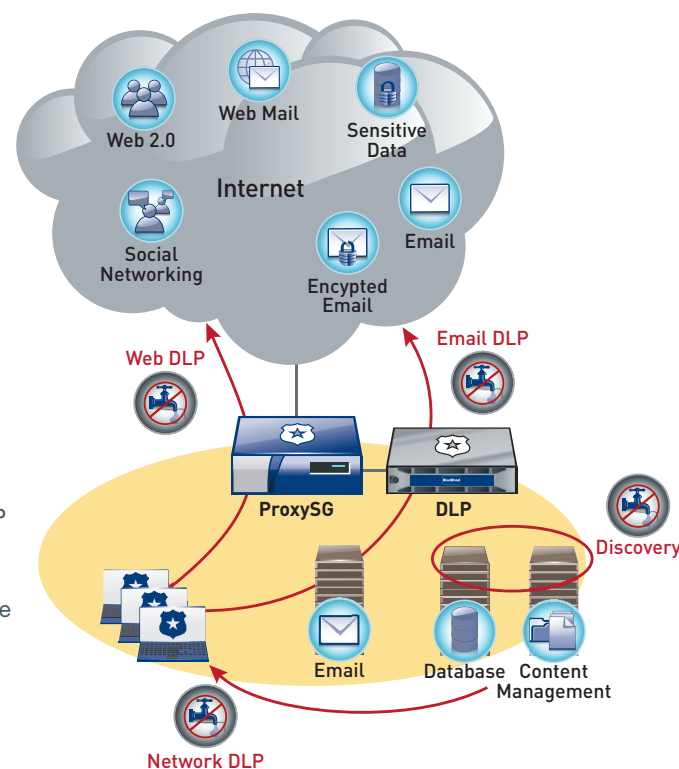 Web 2.0
Web Mail
Sensitive
Data
Internet
Social
Networking
Email
Encypted
Email
Web DLP
Email DLP
ProxySG
DLP
Discovery
P
e
Email
Database
Content
Management
Network DLP